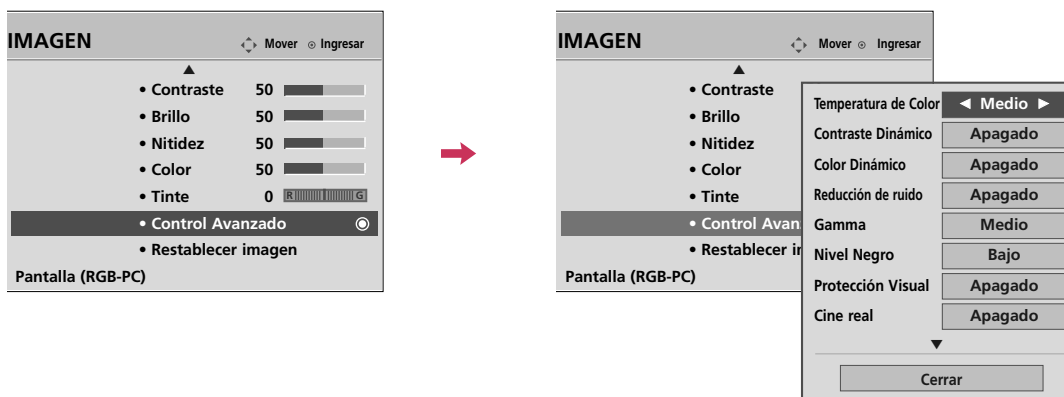 IMAGEN
Mover
Ingresar
• Contraste 50
• Brillo 50
• Nitidez 50
• Color 50
• Tinte 0 R G
• Control Avanzado
• Restablecer imagen
Pantalla (RGB-PC)
IMAGEN
Mover
Ingresar
• Contraste
• Brillo
• Nitidez
• Color
• Tinte
• Control Avan
• Restablecer i
Pantalla (RGB-PC)
Temperatura de Color ◀ Medio ▶
Contraste Dinámico Apagado
Color Dinámico Apagado
Reducción de ruido Apagado
Gamma Medio
Nivel Negro Bajo
Protección Visual Apagado
Cine real Apagado
Cerrar